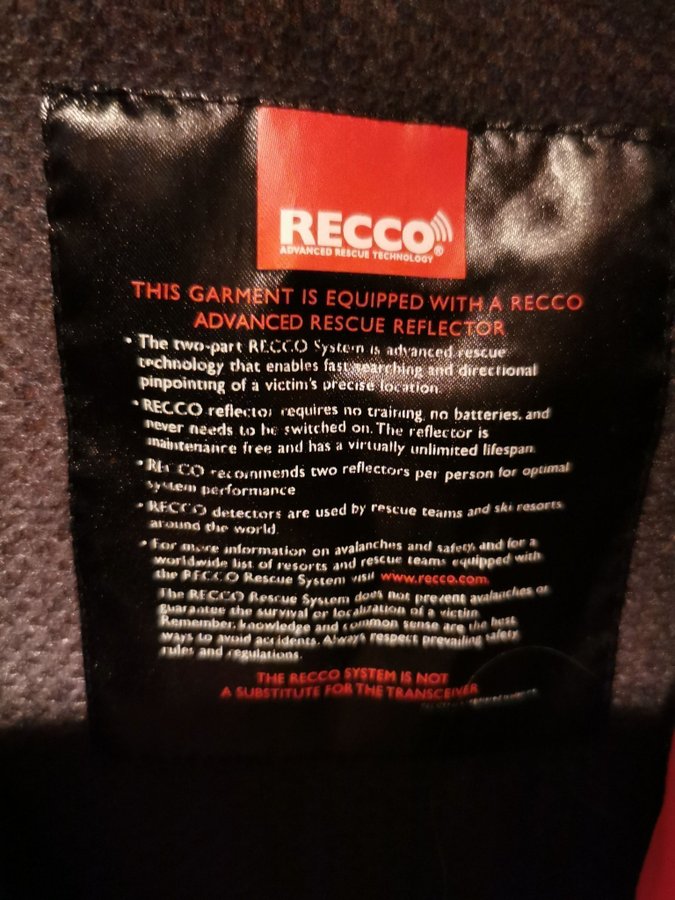 RECCO®
ADVANCED RESCUE TECHNOLOGY
THIS GARMENT IS EQUIPPED WITH A RECCO
ADVANCED RESCUE REFLECTOR
• The two-part RECCO System is advanced rescue
technology that enables fast searching and directional
pinpointing of a victim's precise location.
• RECCO reflector requires no training, no batteries, and
never needs to be switched on. The reflector is
maintenance free and has a virtually unlimited lifespan.
• RECCO recommends two reflectors per person for optimal
system performance
• RECCO detectors are used by rescue teams and ski resorts
around the world.
• For more information on avalanches and safety, and for a
worldwide list of resorts and rescue teams equipped with
the RECCO Rescue System visit www.recco.com.
The RECCO Rescue System does not prevent avalanches or
guarantee the survival or localization of a victim.
Remember, knowledge and common sense are the best
ways to avoid accidents. Always respect prevailing safety
rules and regulations.
THE RECCO SYSTEM IS NOT
A SUBSTITUTE FOR THE TRANSCEIVER